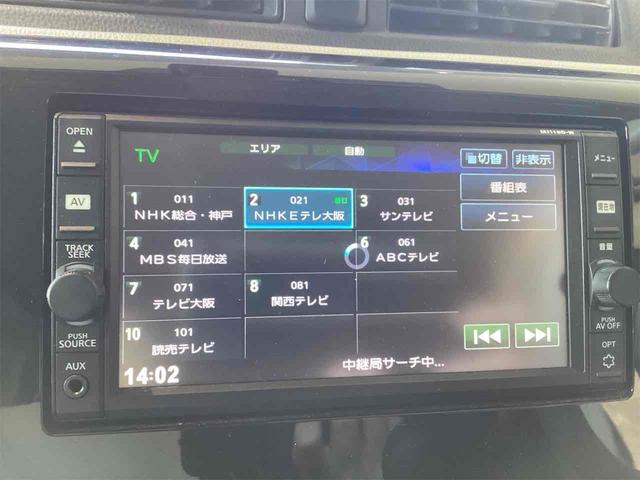 OPEN
メニュー
TV
エリア
自動
切替
非表示
AV
番組表
現在地
1 011
NHK総合・神戸
2 021
NHKEテレ大阪
3 031
サンテレビ
メニュー
4 041
MBS毎日放送
6 061
ABCテレビ
TRACK
SEEK
音量
7 071
テレビ大阪
8 081
関西テレビ
PUSH
SOURCE
PUSH
AV OFF
10 101
読売テレビ
OPT
AUX
14:02
中継局サーチ中...